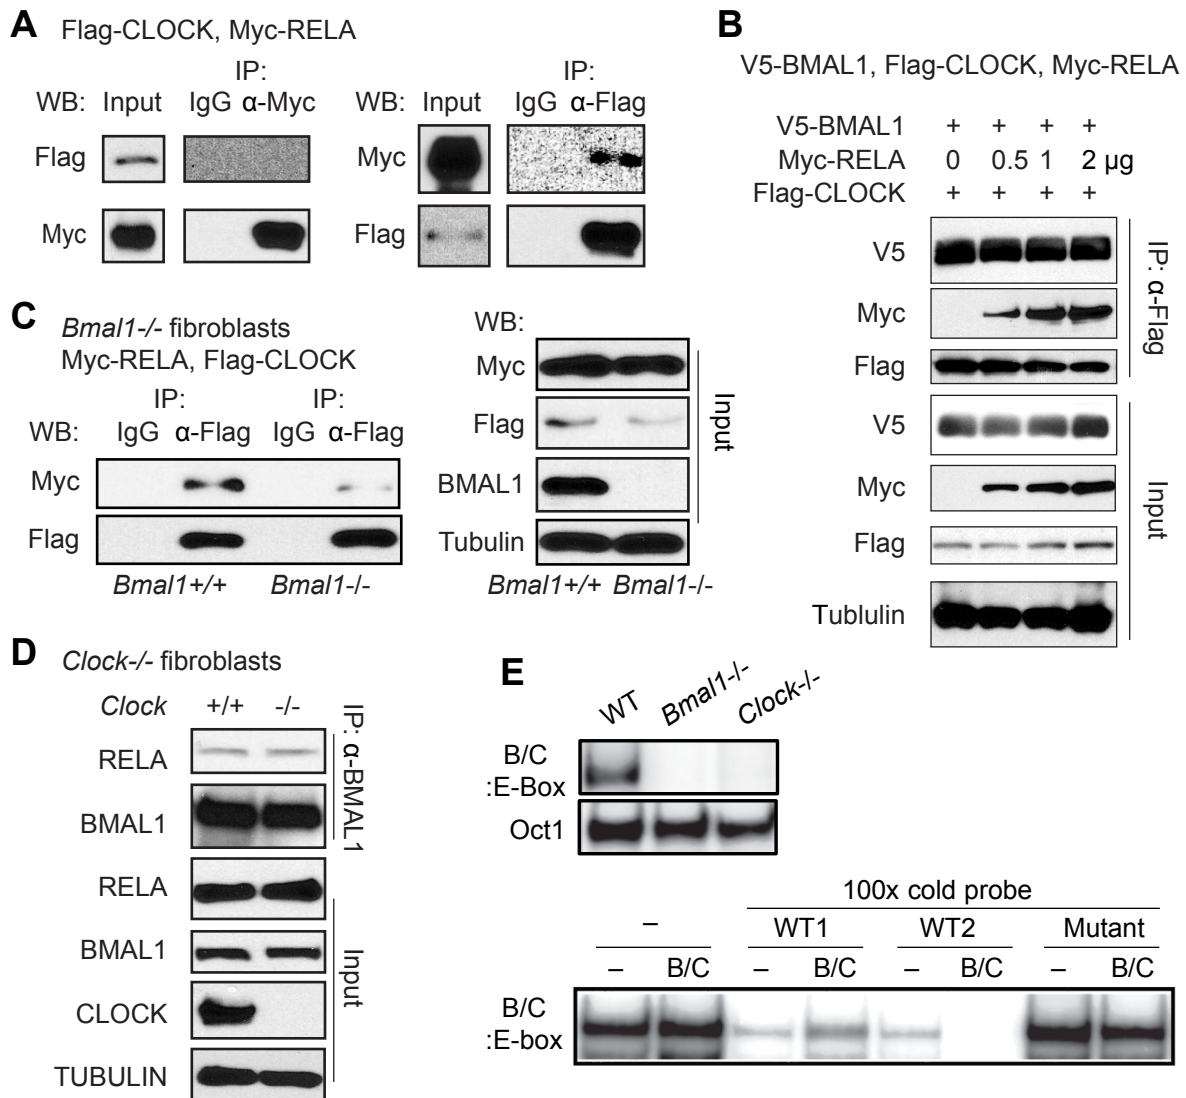 A Flag-CLOCK, Myc-RELA
IP:
WB: Input IgG α-Myc
Flag
Myc
IP:
WB: Input IgG α-Flag
Myc
Flag
B
V5-BMAL1, Flag-CLOCK, Myc-RELA
V5-BMAL1 + + + +
Myc-RELA 0 0.5 1 2 µg
Flag-CLOCK + + + +
V5
Myc
Flag
IP: α-Flag
V5
Myc
Flag
Tublulin
Input
C Bmal1-/- fibroblasts
Myc-RELA, Flag-CLOCK
IP: IP:
WB: IgG α-Flag IgG α-Flag
Myc
Flag
Bmal1+/+ Bmal1-/-
WB:
Myc
Flag
BMAL1
Tubulin
Input
Bmal1+/+ Bmal1-/-
D Clock-/- fibroblasts
Clock +/+ -/-
RELA
BMAL1
IP: α-BMAL1
RELA
BMAL1
CLOCK
TUBULIN
Input
E
WT Bmal1-/- Clock-/-
B/C
:E-Box
Oct1
100x cold probe
– WT1 WT2 Mutant
– B/C – B/C – B/C – B/C
B/C
:E-box